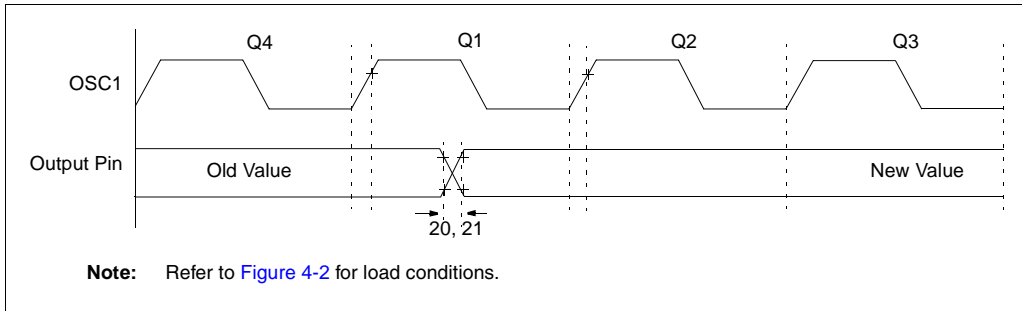 Q4 Q1 Q2 Q3
OSC1
Output Pin Old Value New Value
20, 21
Note: Refer to Figure 4-2 for load conditions.